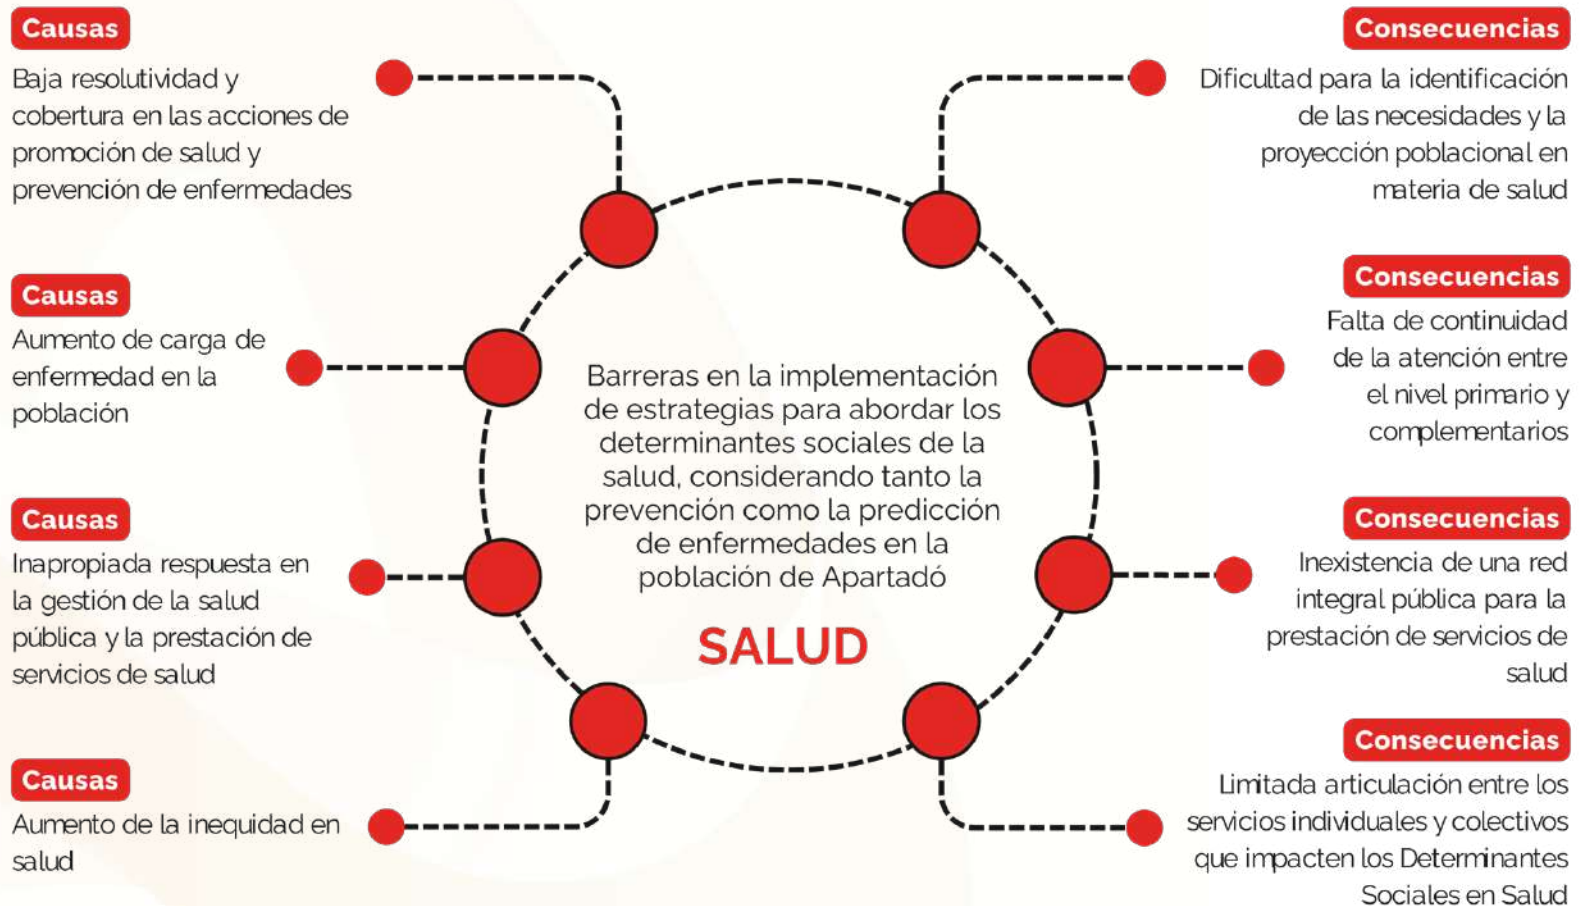 Causas
Baja resolutividad y
cobertura en las acciones de
promoción de salud y
prevención de enfermedades
Causas
Aumento de carga de
enfermedad en la
población
Causas
Inapropiada respuesta en
la gestión de la salud
pública y la prestación de
servicios de salud
Causas
Aumento de la inequidad en
salud
Barreras en la implementación
de estrategias para abordar los
determinantes sociales de la
salud, considerando tanto la
prevención como la predicción
de enfermedades en la
población de Apartadó
SALUD
Consecuencias
Dificultad para la identificación
de las necesidades y la
proyección poblacional en
materia de salud
Consecuencias
Falta de continuidad
de la atención entre
el nivel primario y
complementarios
Consecuencias
Inexistencia de una red
integral pública para la
prestación de servicios de
salud
Consecuencias
Limitada articulación entre los
servicios individuales y colectivos
que impacten los Determinantes
Sociales en Salud